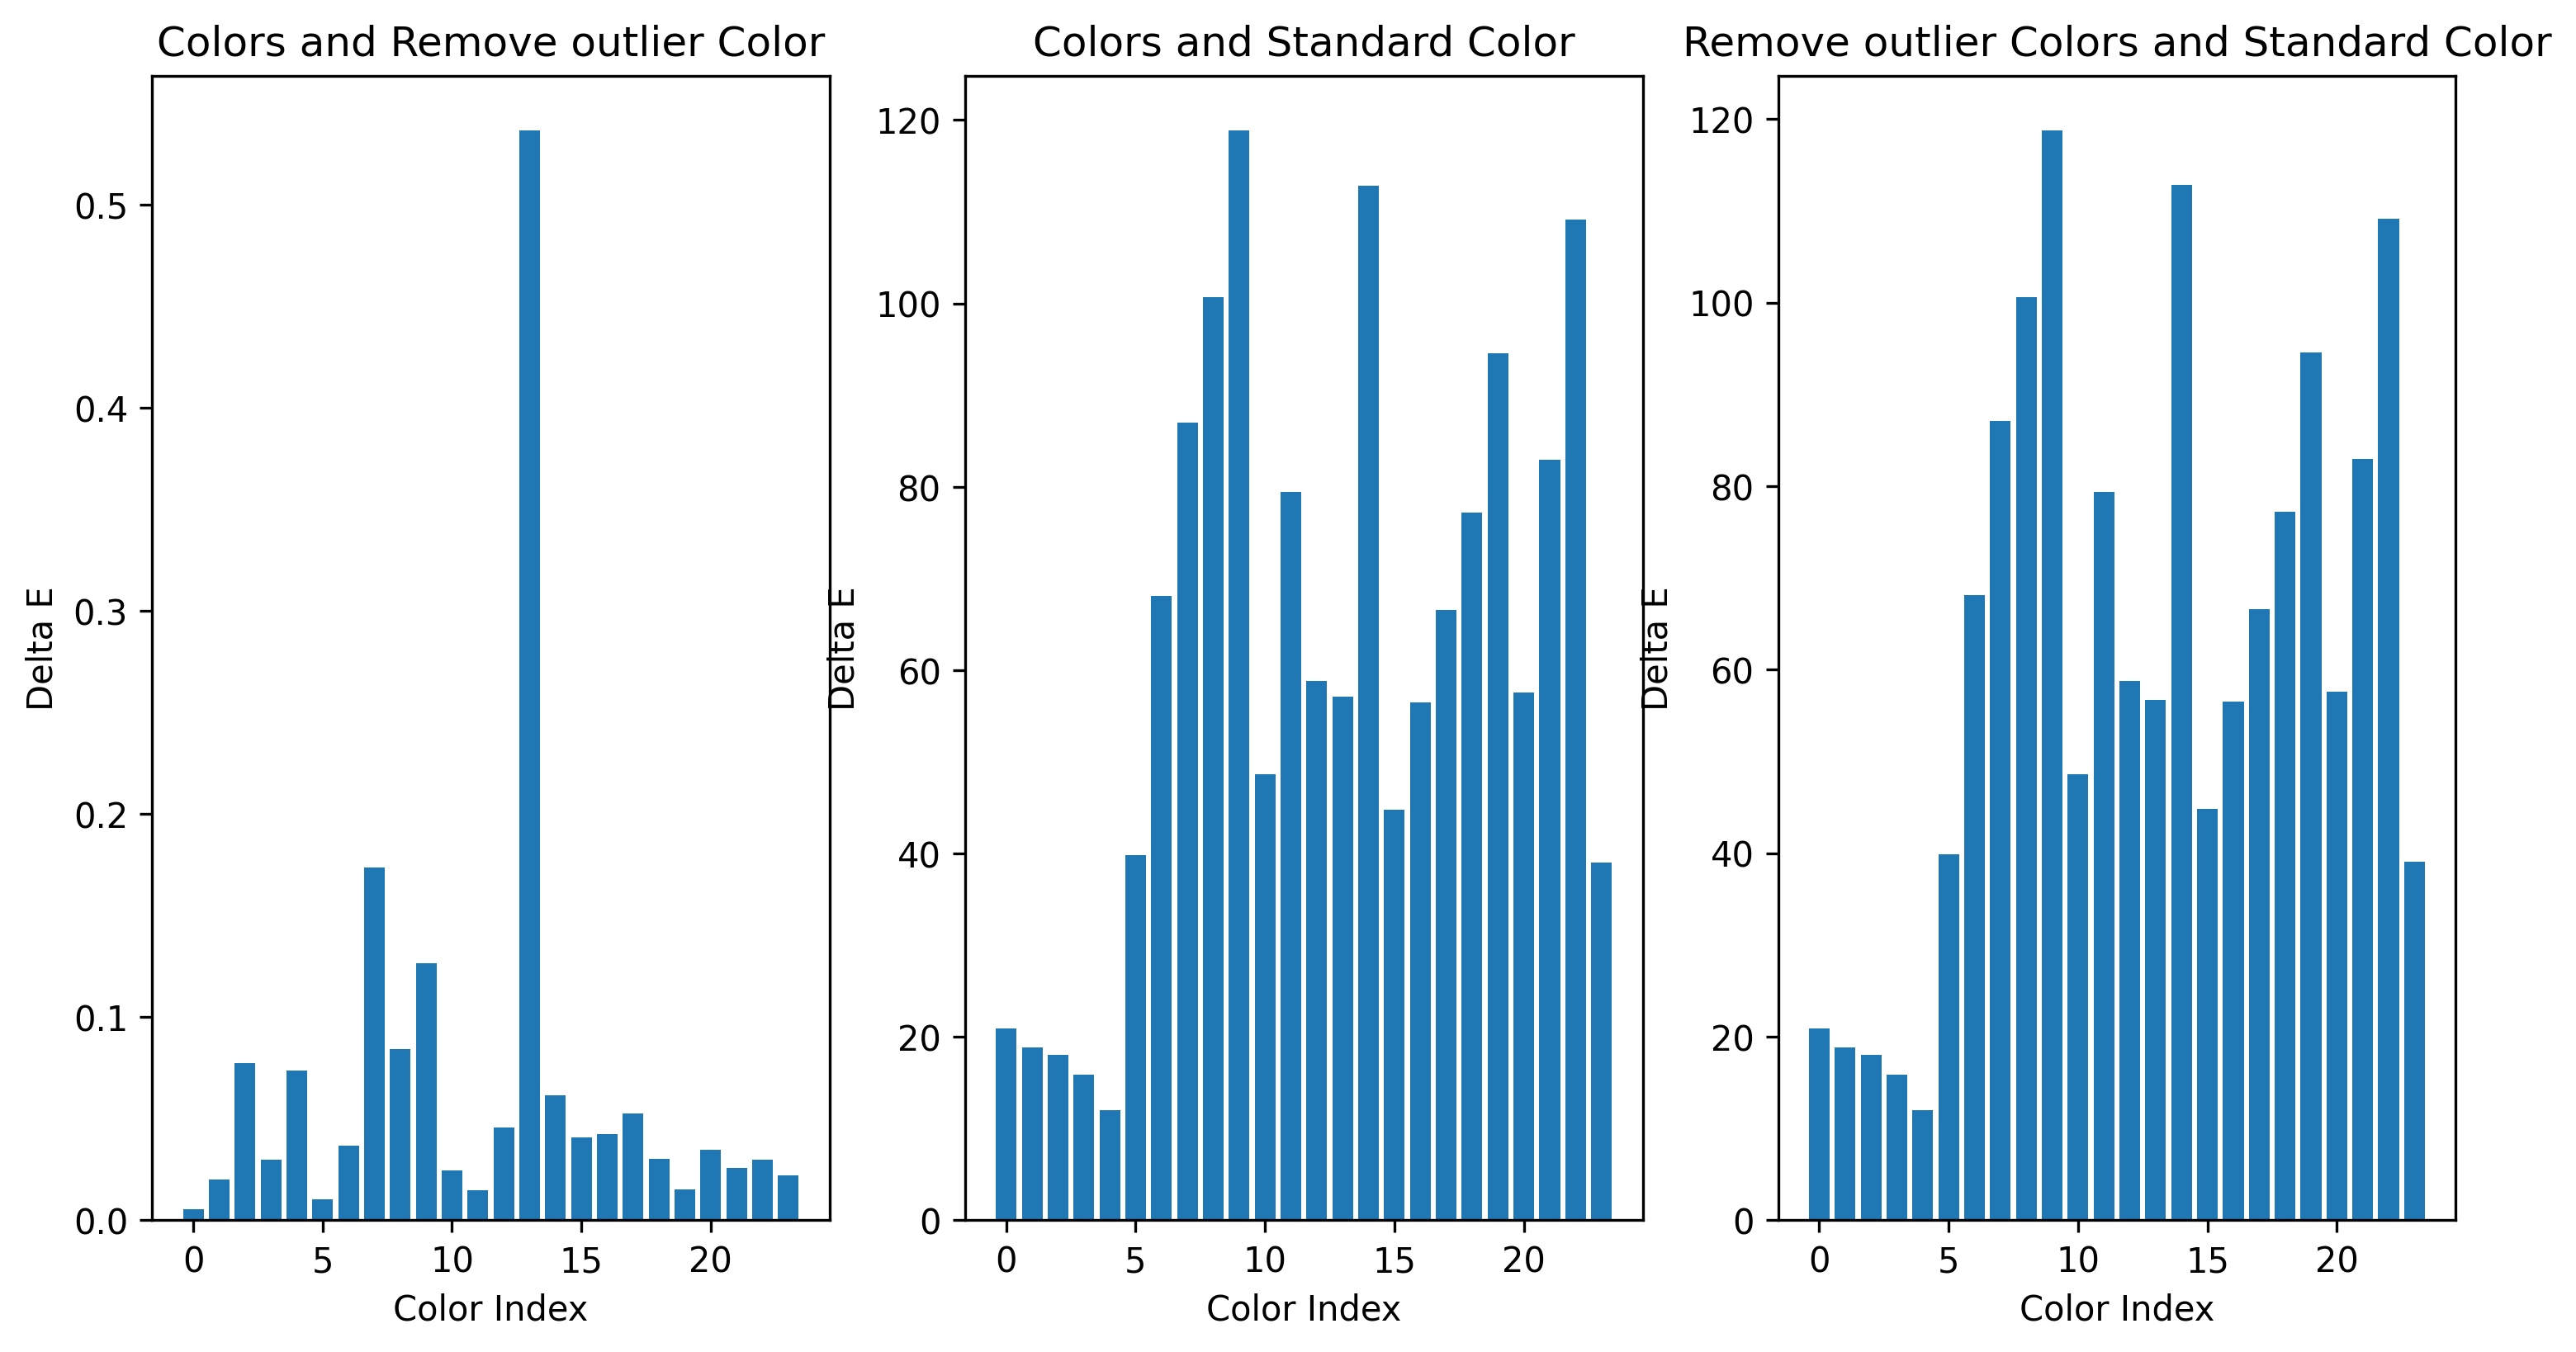 Colors and Remove outlier Color
Delta E
0.5
0.4
0.3
0.2
0.1
0.0
0 5 10 15 20
Color Index
Colors and Standard Color
Delta E
120
100
80
60
40
20
0
0 5 10 15 20
Color Index
Remove outlier Colors and Standard Color
Delta E
120
100
80
60
40
20
0
0 5 10 15 20
Color Index